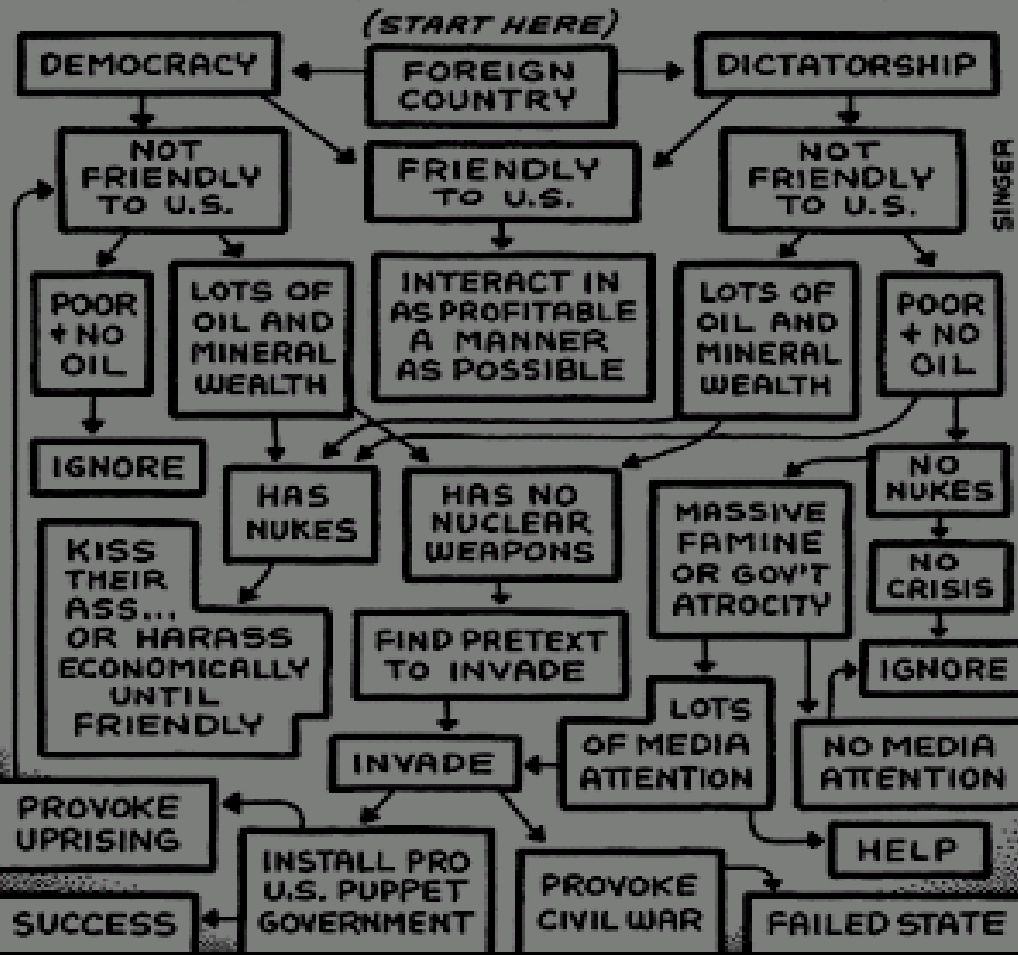 (START HERE)
DEMOCRACY
FOREIGN
COUNTRY
DICTATORSHIP
NOT
FRIENDLY
TO U.S.
FRIENDLY
TO U.S.
NOT
FRIENDLY
TO U.S.
SINGER
POOR
+ NO
OIL
LOTS OF
OIL AND
MINERAL
WEALTH
INTERACT IN
AS PROFITABLE
A MANNER
AS POSSIBLE
LOTS OF
OIL AND
MINERAL
WEALTH
POOR
+ NO
OIL
IGNORE
HAS
NUKES
HAS NO
NUCLEAR
WEAPONS
MASSIVE
FAMINE
OR GOV'T
ATROCITY
NO
NUKES
NO
CRISIS
KISS
THEIR
ASS...
OR HARASS
ECONOMICALLY
UNTIL
FRIENDLY
FIND PRETEXT
TO INVADE
IGNORE
INVADE
LOTS
OF MEDIA
ATTENTION
NO MEDIA
ATTENTION
PROVOKE
UPRISING
INSTALL PRO
U.S. PUPPET
GOVERNMENT
PROVOKE
CIVIL WAR
HELP
SUCCESS
FAILED STATE